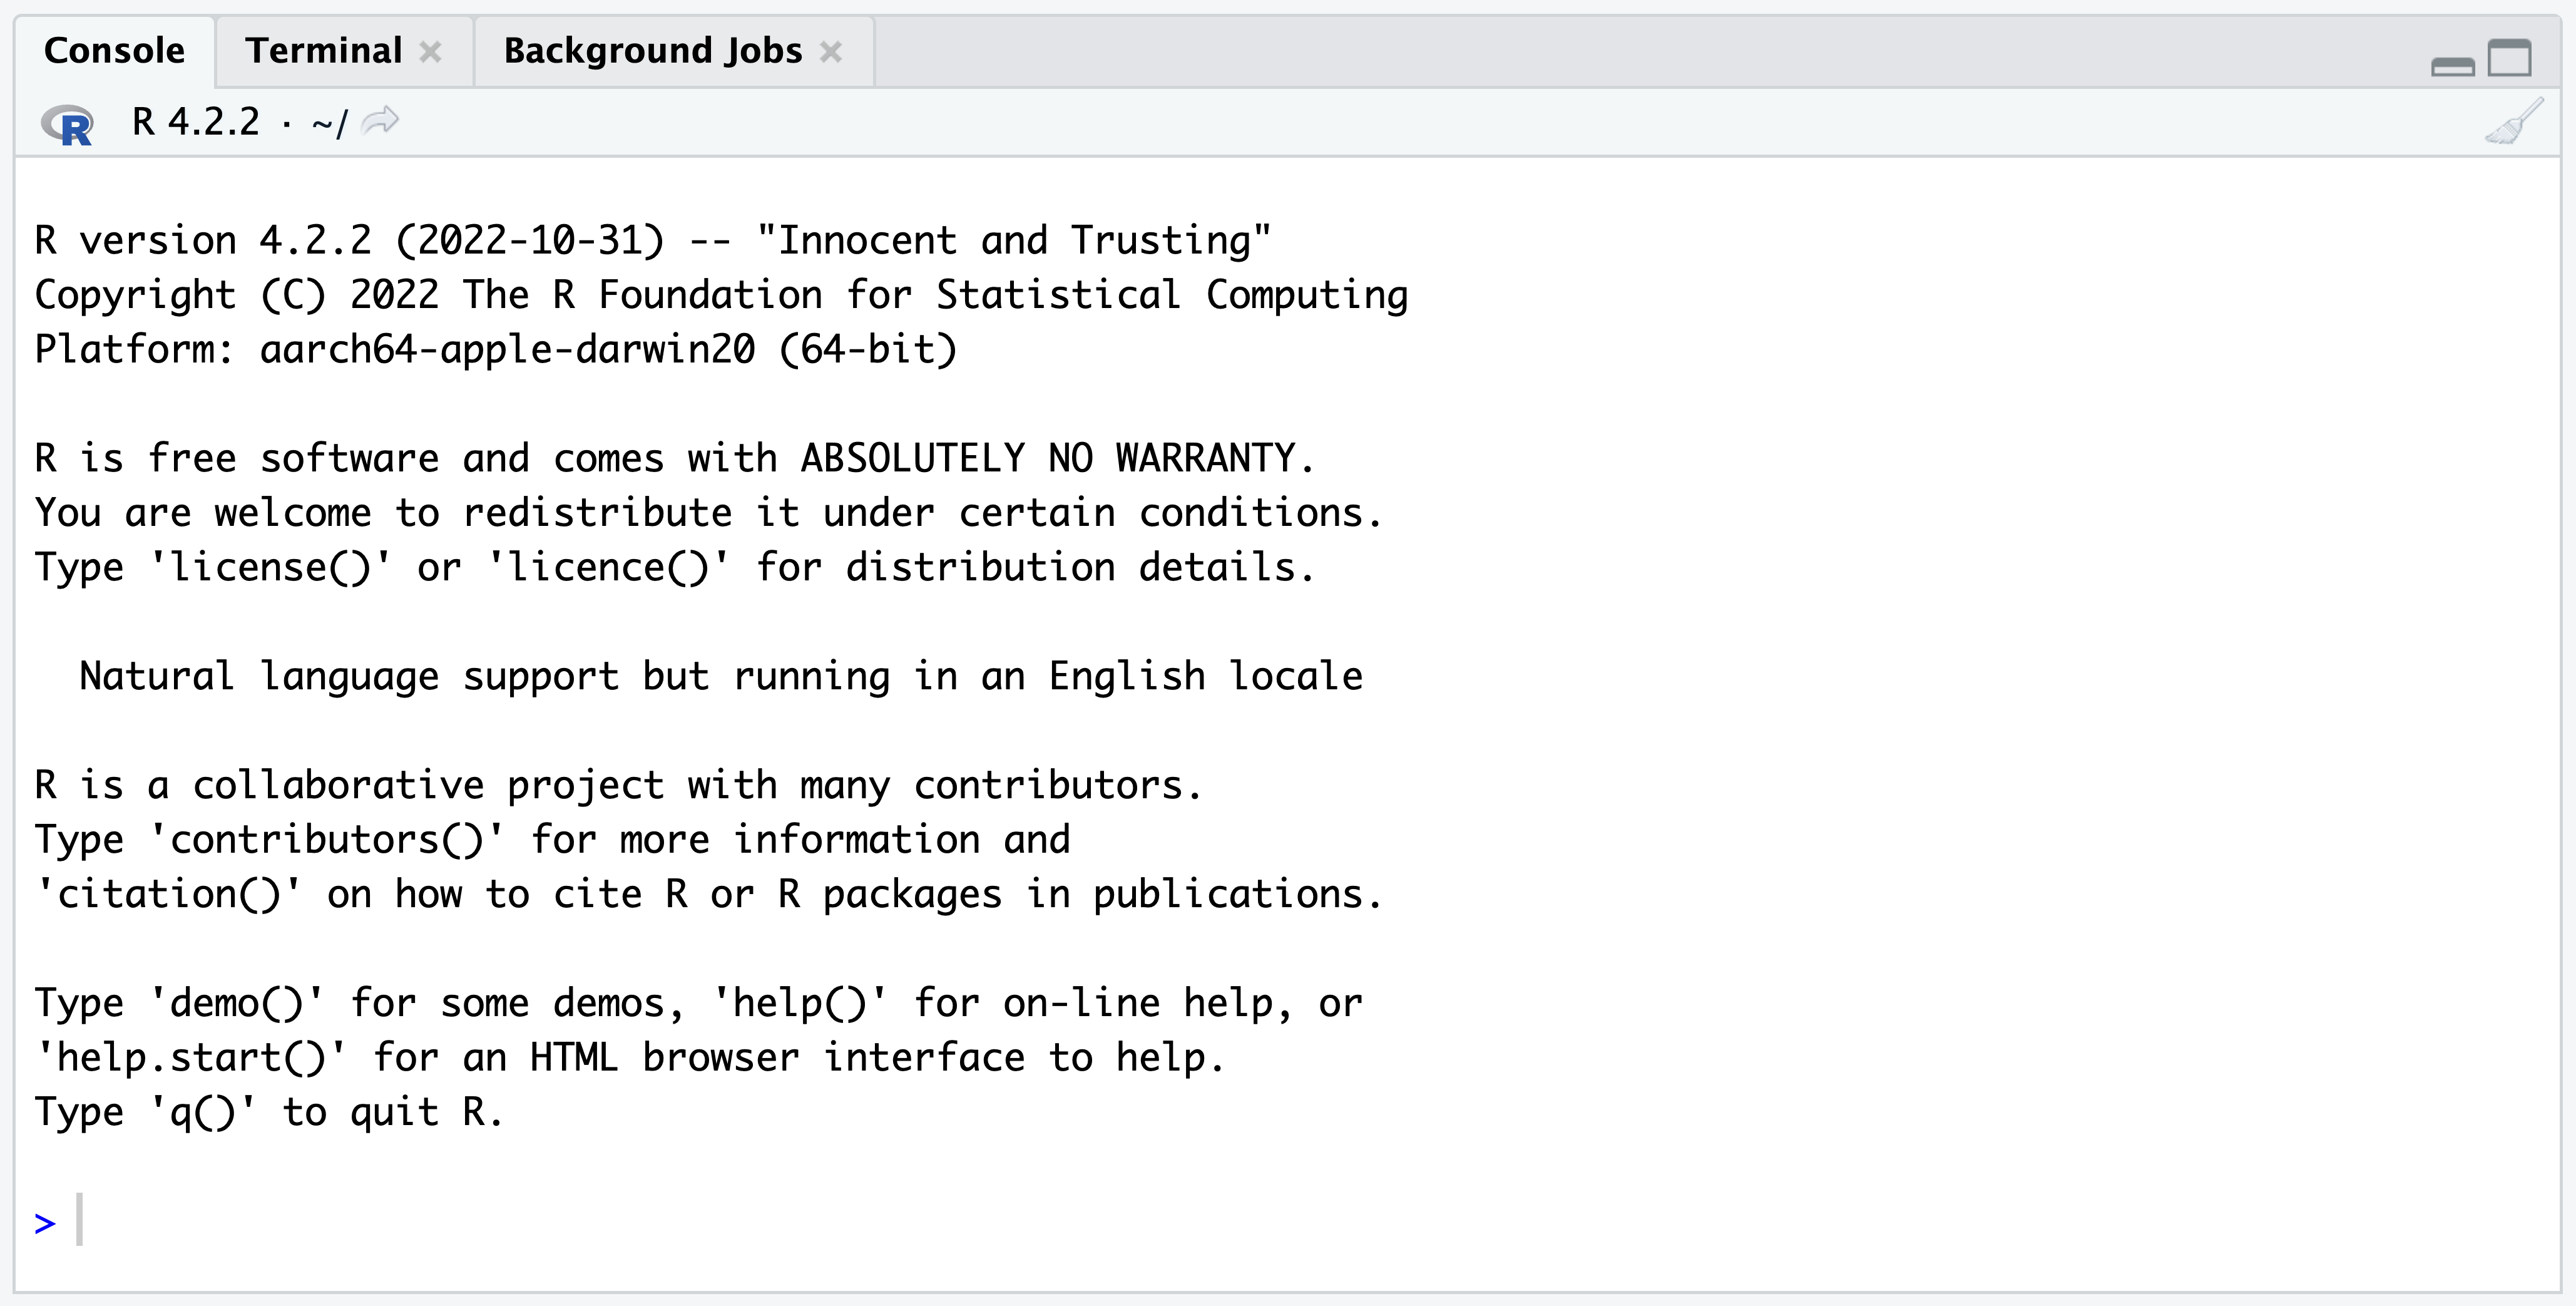 Console Terminal Background Jobs
R R 4.2.2 · ~/
R version 4.2.2 (2022-10-31) -- "Innocent and Trusting"
Copyright (C) 2022 The R Foundation for Statistical Computing
Platform: aarch64-apple-darwin20 (64-bit)
R is free software and comes with ABSOLUTELY NO WARRANTY.
You are welcome to redistribute it under certain conditions.
Type 'license()' or 'licence()' for distribution details.
Natural language support but running in an English locale
R is a collaborative project with many contributors.
Type 'contributors()' for more information and
'citation()' on how to cite R or R packages in publications.
Type 'demo()' for some demos, 'help()' for on-line help, or
'help.start()' for an HTML browser interface to help.
Type 'q()' to quit R.
>